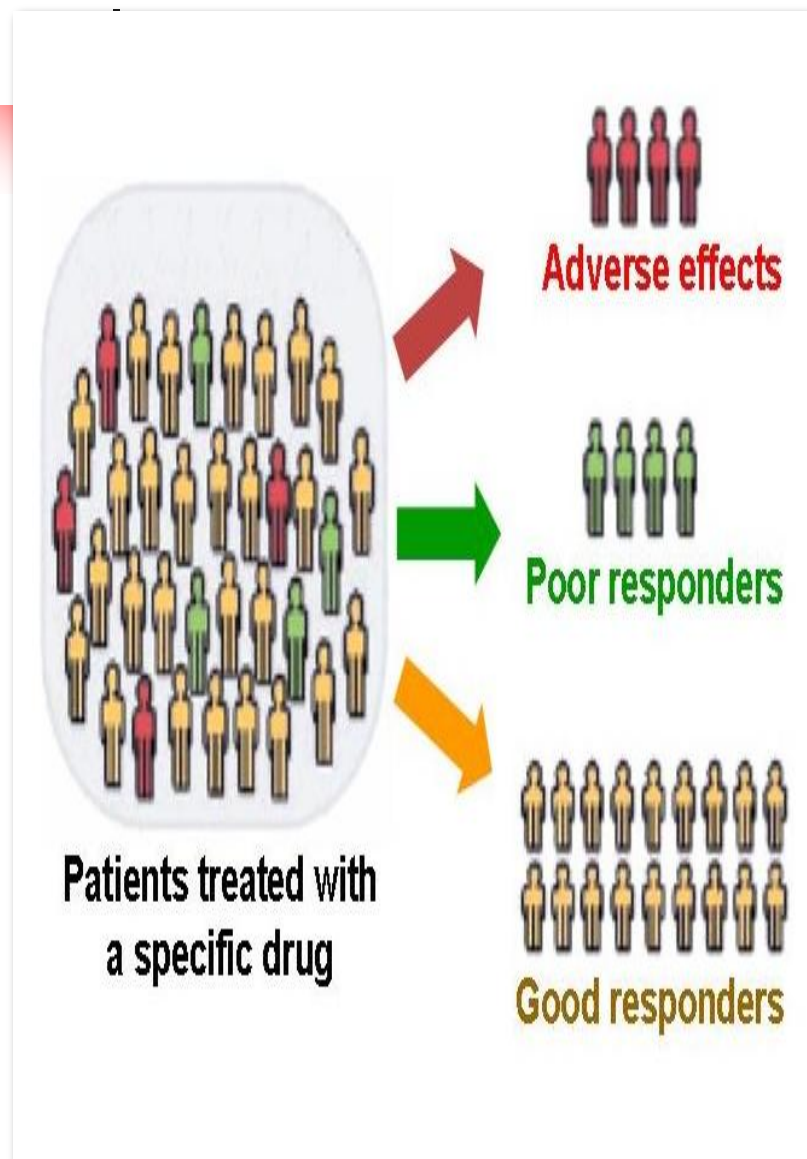 Adverse effects
Poor responders
Patients treated with
a specific drug
Good responders